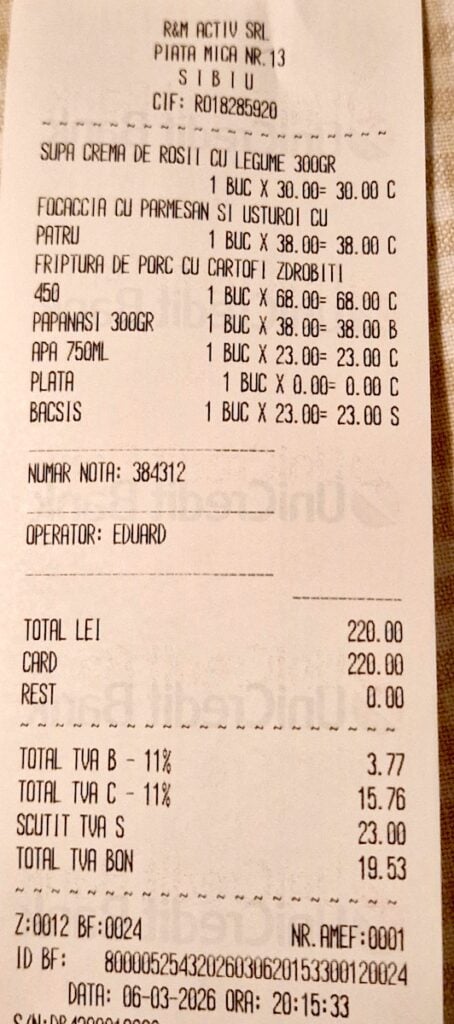 R&M ACTIV SRL
PIATA MICA NR.13
S I B I U
CIF: RO18285920
SUPA CREMA DE ROSII CU LEGUME 300GR
1 BUC X 30.00= 30.00 C
FOCACCIA CU PARMESAN SI USTUROI CU
PATRU 1 BUC X 38.00= 38.00 C
FRIPTURA DE PORC CU CARTOFI ZDROBITI
450 1 BUC X 68.00= 68.00 C
PAPANASI 300GR 1 BUC X 38.00= 38.00 B
APA 750ML 1 BUC X 23.00= 23.00 C
PLATA 1 BUC X 0.00= 0.00 C
BACSIS 1 BUC X 23.00= 23.00 S
NUMAR NOTA: 384312
OPERATOR: EDUARD
TOTAL LEI 220.00
CARD 220.00
REST 0.00
TOTAL TVA B - 11% 3.77
TOTAL TVA C - 11% 15.76
SCUTIT TVA S 23.00
TOTAL TVA BON 19.53
Z:0012 BF:0024 NR.AMEF:0001
ID BF: 80000525432026030620153300120024
DATA: 06-03-2026 ORA: 20:15:33